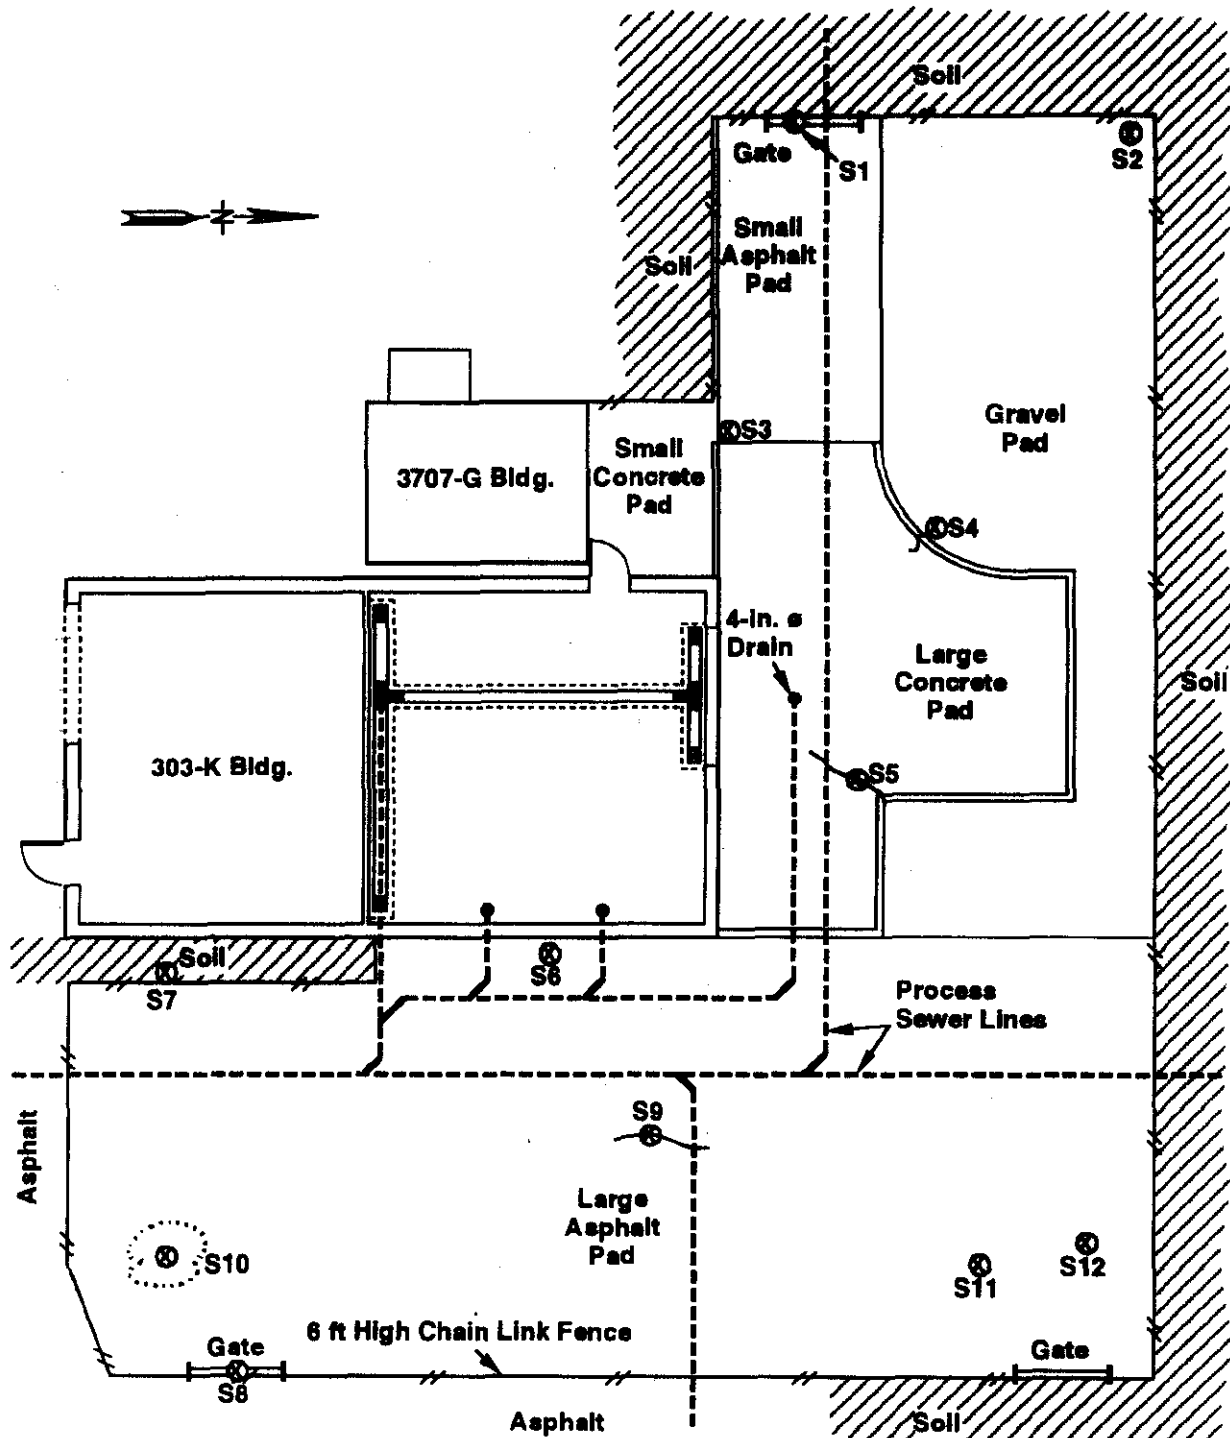 Soil
Gate
S1
S2
N
Small
Asphalt
Pad
Soil
Gravel
Pad
S3
Small
Concrete
Pad
3707-G Bldg.
S4
4-in. ø
Drain
Large
Concrete
Pad
Soil
303-K Bldg.
S5
Soil
S6
S7
Process
Sewer Lines
S9
Asphalt
Large
Asphalt
Pad
S10
S11
S12
6 ft High Chain Link Fence
Gate
S8
Gate
Asphalt
Soil